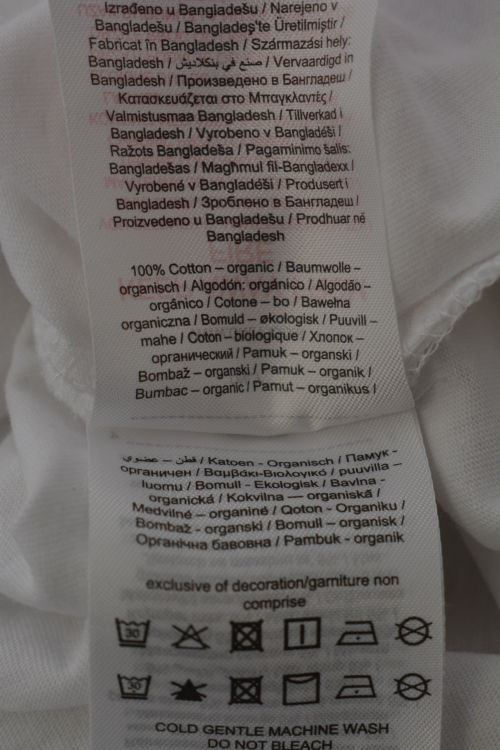 Izrađeno u Bangladešu / Narejeno v
Bangladešu / Bangladeş'te Üretilmiştir /
Fabricat în Bangladesh / Származási hely:
Bangladesh / صنع في بنكلاديش / Vervaardigd in
Bangladesh / Произведено в Бангладеш /
Κατασκευάζεται στο Μπαγκλαντές /
Valmistusmaa Bangladesh / Tillverkad i
Bangladesh / Vyrobeno v Bangladéši /
Ražots Bangladeša / Pagaminimo šalis:
Bangladešas / Magħmul fil-Bangladexx /
Vyrobené v Bangladéši / Produsert i
Bangladesh / Зроблено в Бангладеш /
Proizvedeno u Bangladešu / Prodhuar në
Bangladesh
100% Cotton – organic / Baumwolle –
organisch / Algodón: orgánico / Algodão –
orgânico / Cotone – bo / Bawełna
organiczna / Bomuld – økologisk / Puuvill –
mahe / Coton – biologique / Хлопок –
органический / Pamuk – organski /
Bombaž – organski / Pamuk – organik /
Bumbac – organic / Pamut – organikus /
قطن – عضوي / Katoen - Organisch / Памук -
органичен / Βαμβάκι-Βιολογικό / puuvilla –
luomu / Bomull - Ekologisk / Bavlna -
organická / Kokvilna — organiskā /
Medvilnė – organinė / Qoton - Organiku /
Bombaž - organski / Bomull – organisk /
Органічна бавовна / Pambuk - organik
exclusive of decoration/garniture non
comprise
30
30
COLD GENTLE MACHINE WASH
DO NOT BLEACH